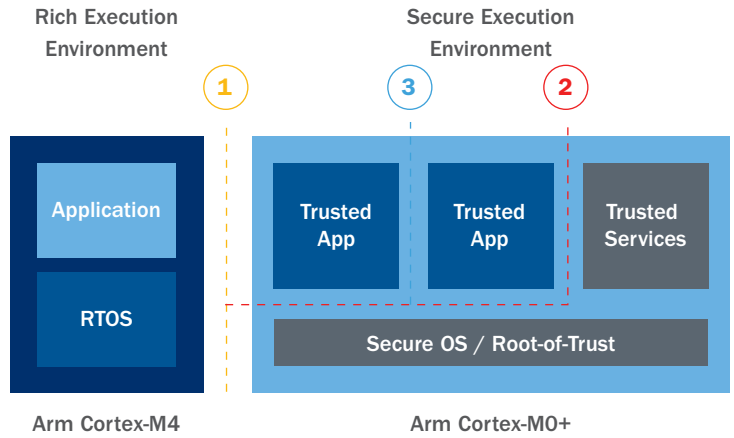 Rich Execution
Environment
Secure Execution
Environment
1
3
2
Application
RTOS
Trusted
App
Trusted
App
Trusted
Services
Secure OS / Root-of-Trust
Arm Cortex-M4
Arm Cortex-M0+